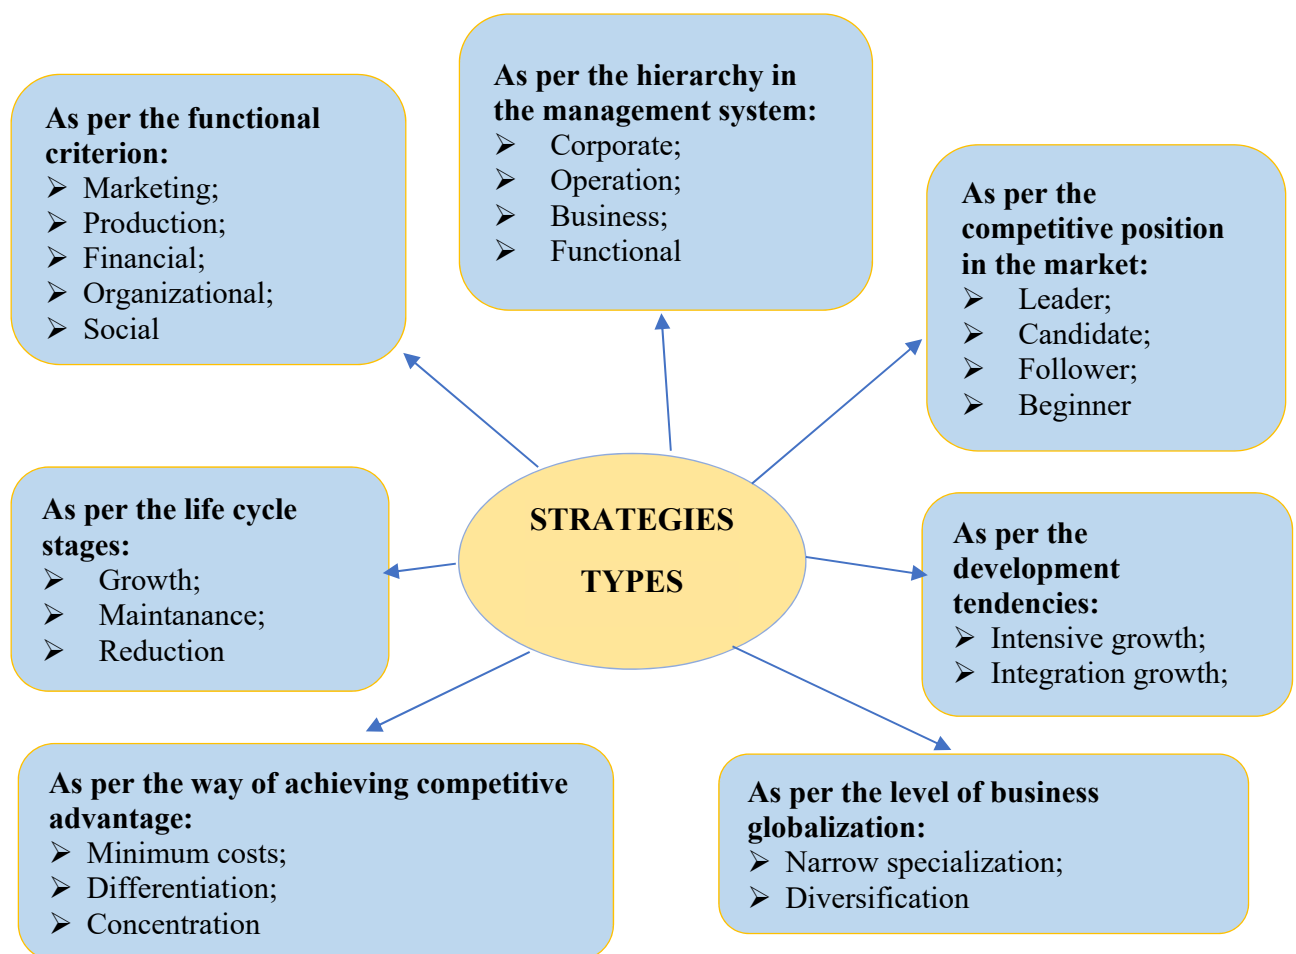 As per the functional
criterion:
➢ Marketing;
➢ Production;
➢ Financial;
➢ Organizational;
➢ Social
As per the hierarchy in
the management system:
➢ Corporate;
➢ Operation;
➢ Business;
➢ Functional
As per the
competitive position
in the market:
➢ Leader;
➢ Candidate;
➢ Follower;
➢ Beginner
As per the life cycle
stages:
➢ Growth;
➢ Maintanance;
➢ Reduction
STRATEGIES
TYPES
As per the
development
tendencies:
➢ Intensive growth;
➢ Integration growth;
As per the way of achieving competitive
advantage:
➢ Minimum costs;
➢ Differentiation;
➢ Concentration
As per the level of business
globalization:
➢ Narrow specialization;
➢ Diversification